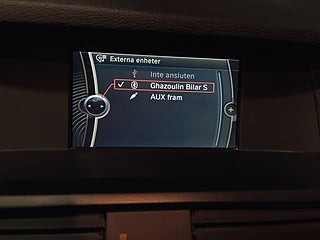 Externa enheter
Inte ansluten
Ghazoulin Bilar S
AUX fram